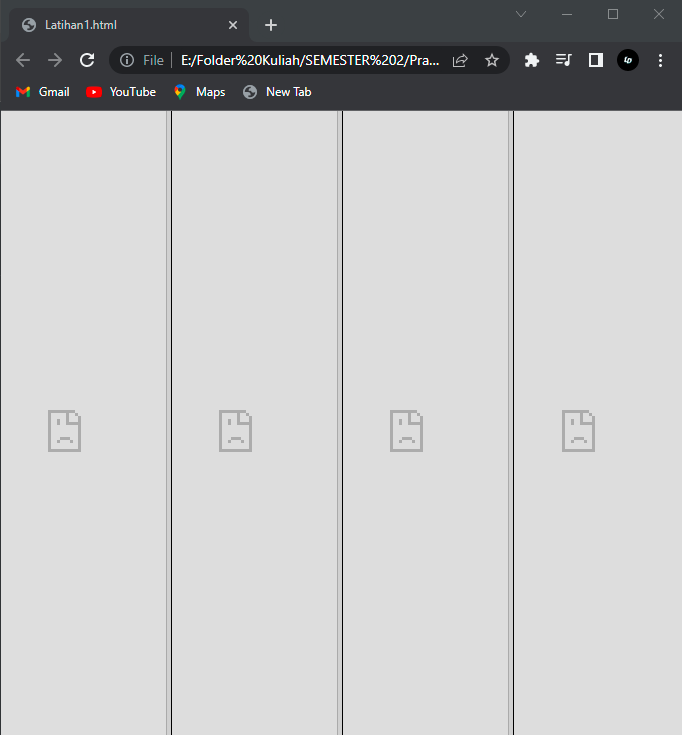 Latihan1.html
File E:/Folder%20Kuliah/SEMESTER%202/Pra...
Gmail YouTube Maps New Tab